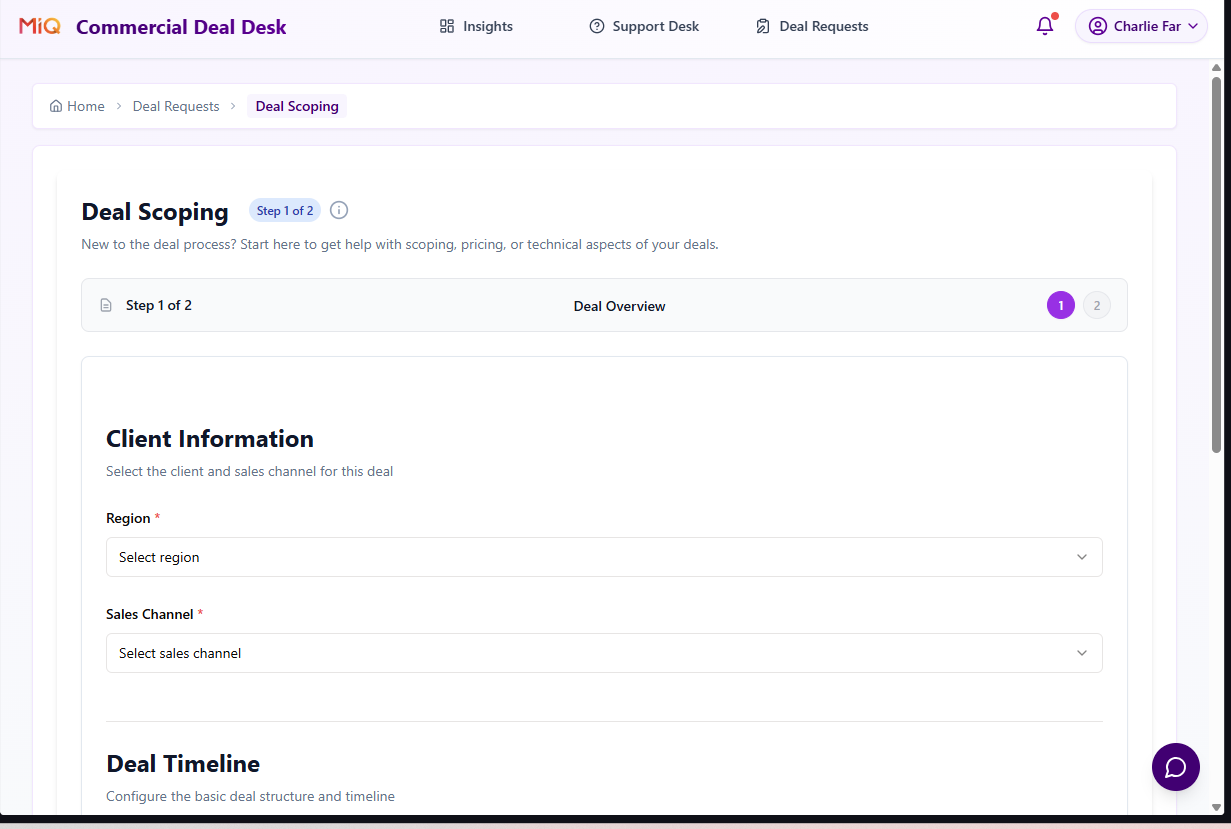 MiQ Commercial Deal Desk Insights Support Desk Deal Requests Charlie Far
Home Deal Requests Deal Scoping
Deal Scoping Step 1 of 2
New to the deal process? Start here to get help with scoping, pricing, or technical aspects of your deals.
Step 1 of 2 Deal Overview 1 2
Client Information
Select the client and sales channel for this deal
Region *
Select region
Sales Channel *
Select sales channel
Deal Timeline
Configure the basic deal structure and timeline